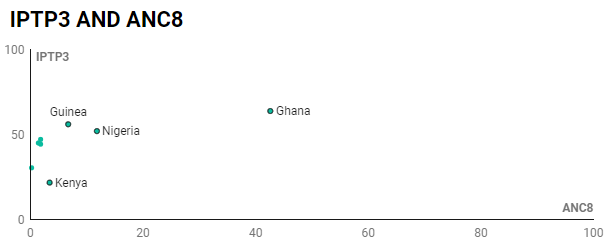 IPTP3 AND ANC8
100
IPTP3
Guinea
Ghana
Nigeria
50
Kenya
ANC8
0
0 20 40 60 80 100